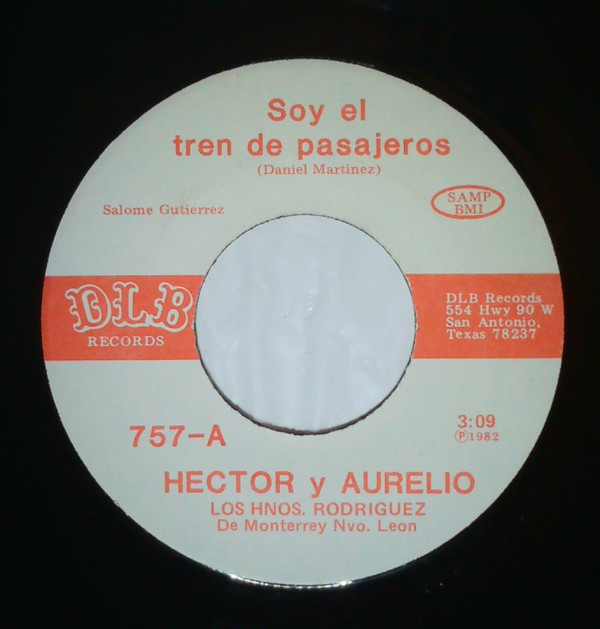 Soy el
tren de pasajeros
(Daniel Martinez)
Salome Gutierrez
SAMP
BMI
DLB
RECORDS
DLB Records
554 Hwy 90 W
San Antonio,
Texas 78237
757-A
3:09
Ⓟ1982
HECTOR y AURELIO
LOS HNOS. RODRIGUEZ
De Monterrey Nvo. Leon